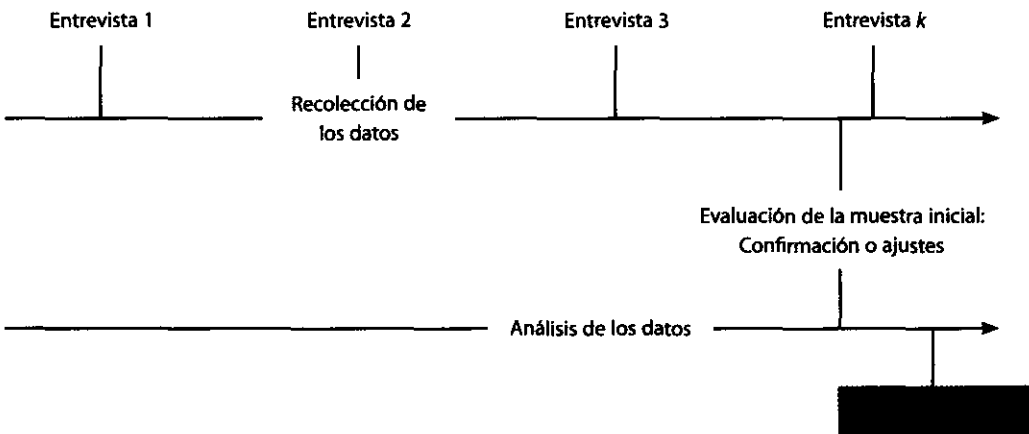 Entrevista 1
Entrevista 2
Entrevista 3
Entrevista k
Recolección de
los datos
Evaluación de la muestra inicial:
Confirmación o ajustes
Análisis de los datos